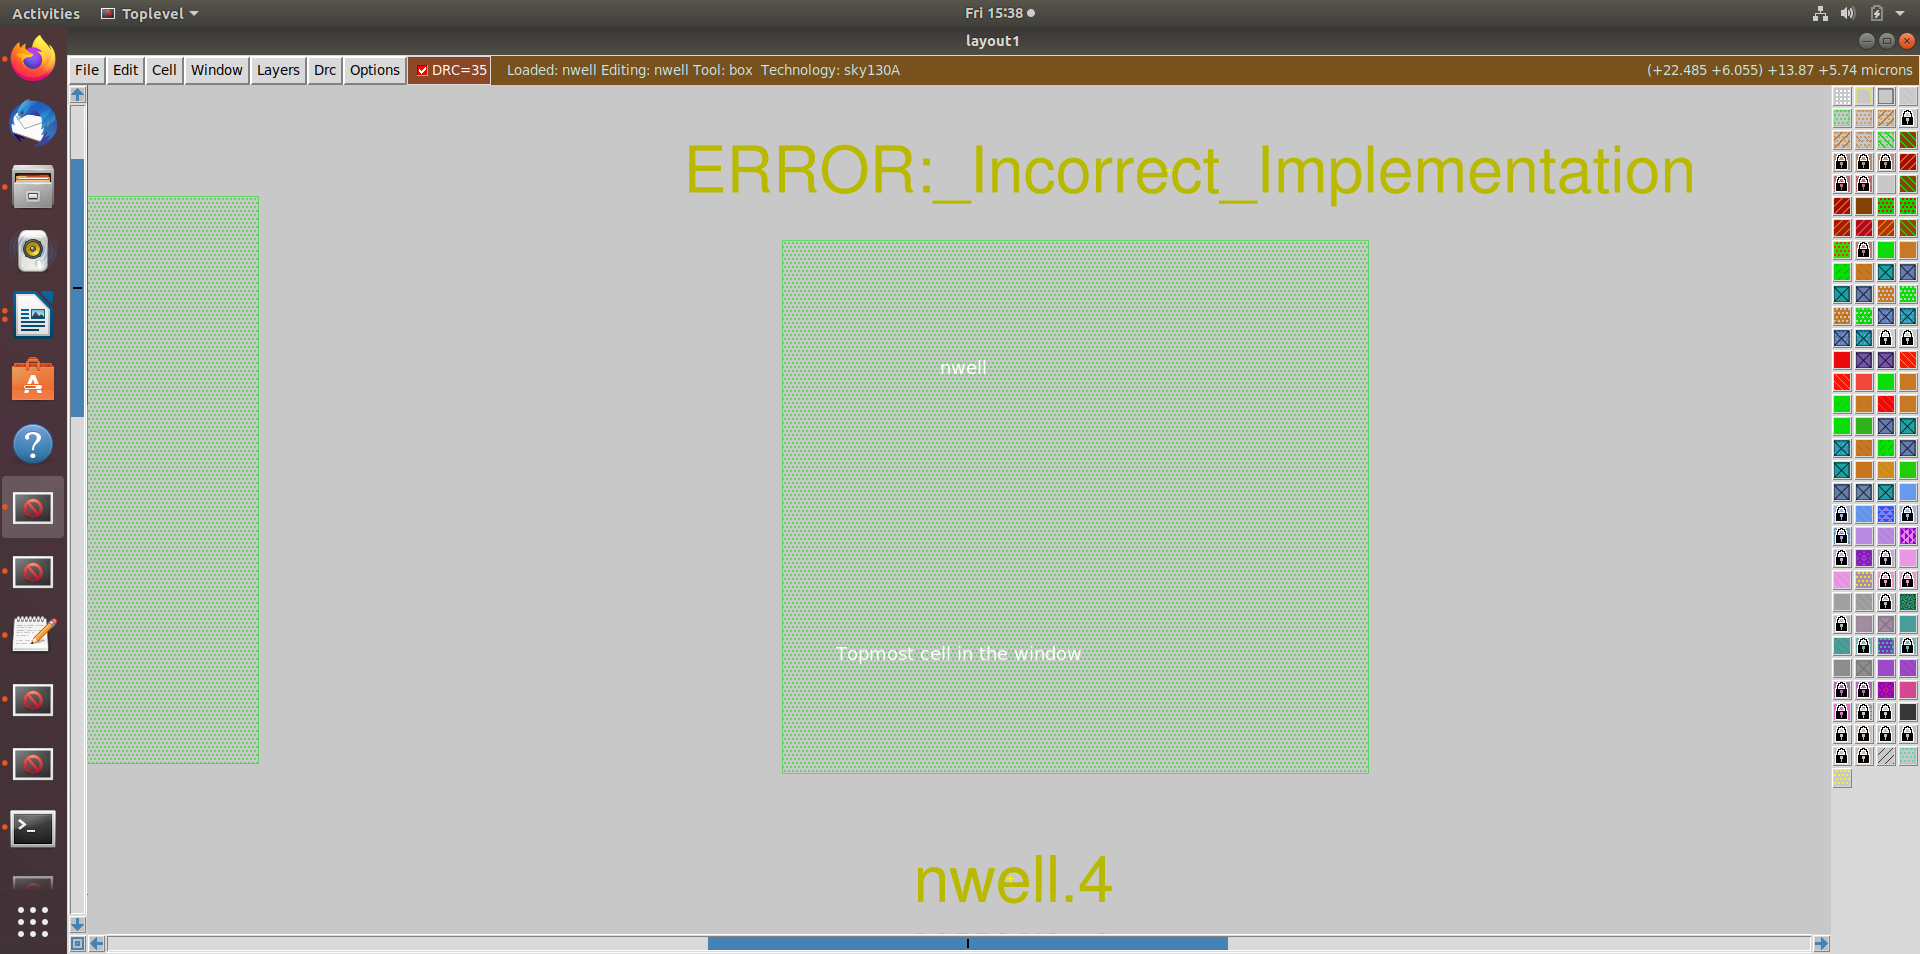 Activities Toplevel Fri 15:38
layout1
File Edit Cell Window Layers Drc Options DRC=35 Loaded: nwell Editing: nwell Tool: box Technology: sky130A (+22.485 +6.055) +13.87 +5.74 microns
ERROR:_Incorrect_Implementation
nwell
Topmost cell in the window
nwell.4